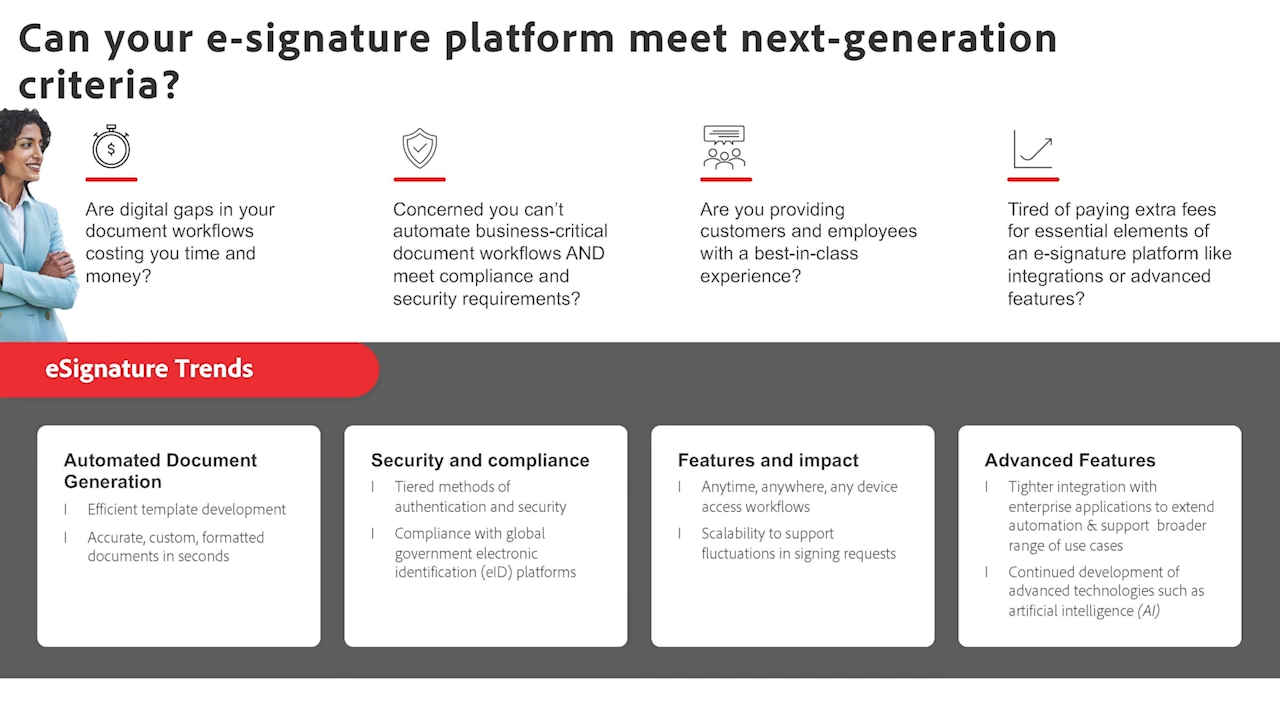 Can your e-signature platform meet next-generation
criteria?
$
Are digital gaps in your
document workflows
costing you time and
money?
Concerned you can’t
automate business-critical
document workflows AND
meet compliance and
security requirements?
Are you providing
customers and employees
with a best-in-class
experience?
Tired of paying extra fees
for essential elements of
an e-signature platform like
integrations or advanced
features?
eSignature Trends
Automated Document
Generation
l Efficient template development
l Accurate, custom, formatted
documents in seconds
Security and compliance
l Tiered methods of
authentication and security
l Compliance with global
government electronic
identification (eID) platforms
Features and impact
l Anytime, anywhere, any device
access workflows
l Scalability to support
fluctuations in signing requests
Advanced Features
l Tighter integration with
enterprise applications to extend
automation & support broader
range of use cases
l Continued development of
advanced technologies such as
artificial intelligence (AI)